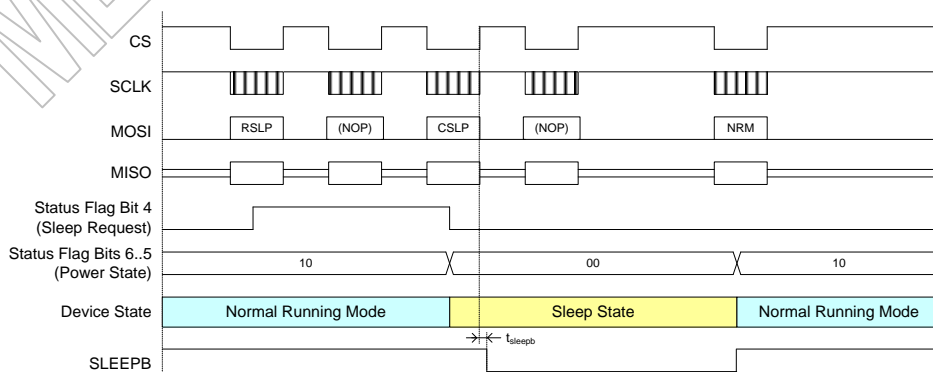 CS
SCLK
MOSI RSLP (NOP) CSLP (NOP) NRM
MISO
Status Flag Bit 4
(Sleep Request)
Status Flag Bits 6..5
(Power State)
10 00 10
Device State Normal Running Mode Sleep State Normal Running Mode
tsleepb
SLEEPB